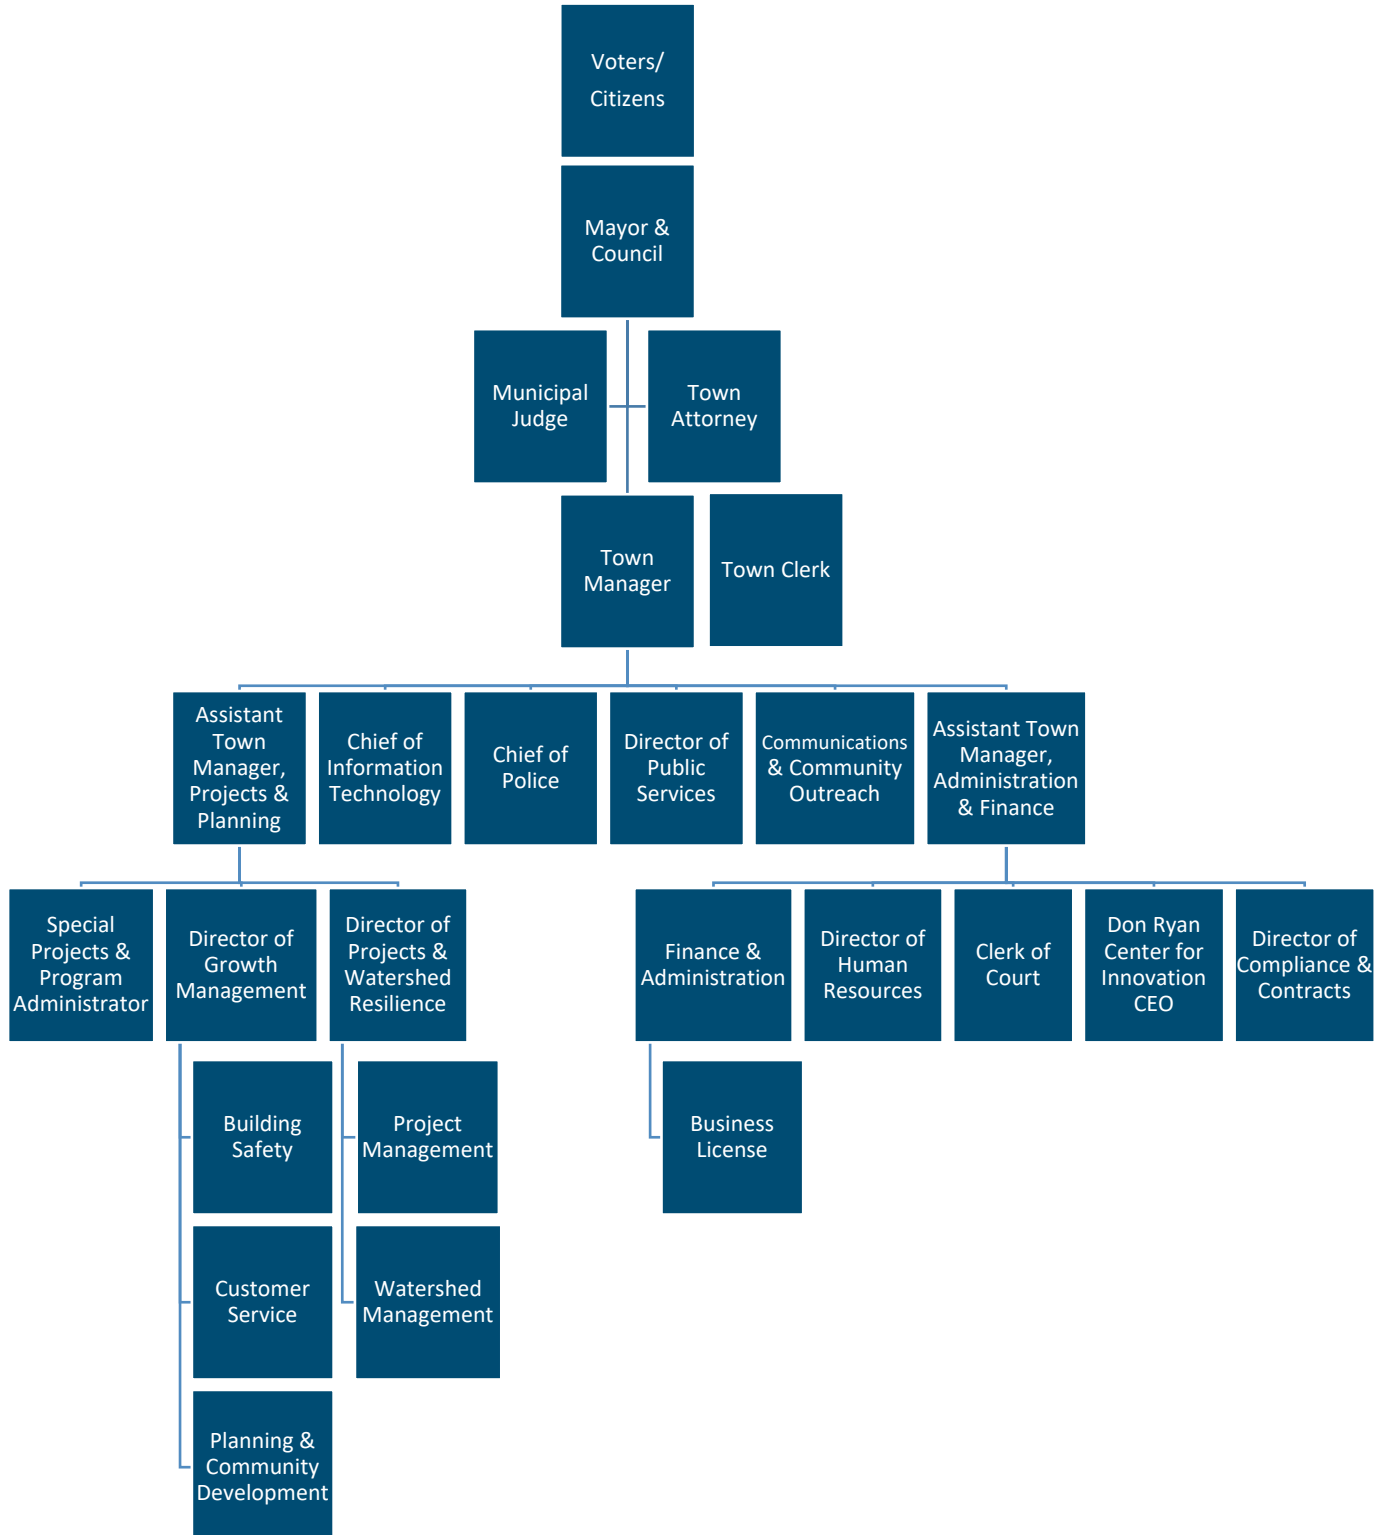 Voters/
Citizens
Mayor &
Council
Municipal
Judge
Town
Attorney
Town
Manager
Town Clerk
Assistant
Town
Manager,
Projects &
Planning
Chief of
Information
Technology
Chief of
Police
Director of
Public
Services
Communications
& Community
Outreach
Assistant Town
Manager,
Administration
& Finance
Special
Projects &
Program
Administrator
Director of
Growth
Management
Director of
Projects &
Watershed
Resilience
Finance &
Administration
Director of
Human
Resources
Clerk of
Court
Don Ryan
Center for
Innovation
CEO
Director of
Compliance &
Contracts
Building
Safety
Project
Management
Business
License
Customer
Service
Watershed
Management
Planning &
Community
Development